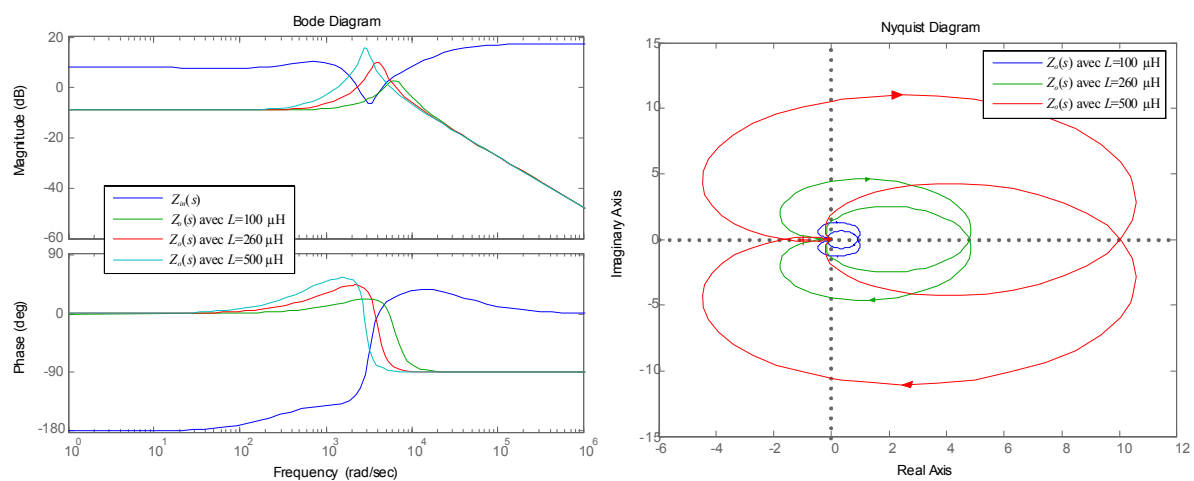 Bode Diagram
Magnitude (dB)
20
0
-20
-40
-60
Zin(s)
Zo(s) avec L=100 µH
Zo(s) avec L=260 µH
Zo(s) avec L=500 µH
Phase (deg)
90
0
-90
-180
10^0
10^1
10^2
10^3
10^4
10^5
10^6
Frequency (rad/sec)
Nyquist Diagram
Imaginary Axis
15
10
5
0
-5
-10
-15
Zo(s) avec L=100 µH
Zo(s) avec L=260 µH
Zo(s) avec L=500 µH
-6
-4
-2
0
2
4
6
8
10
12
Real Axis